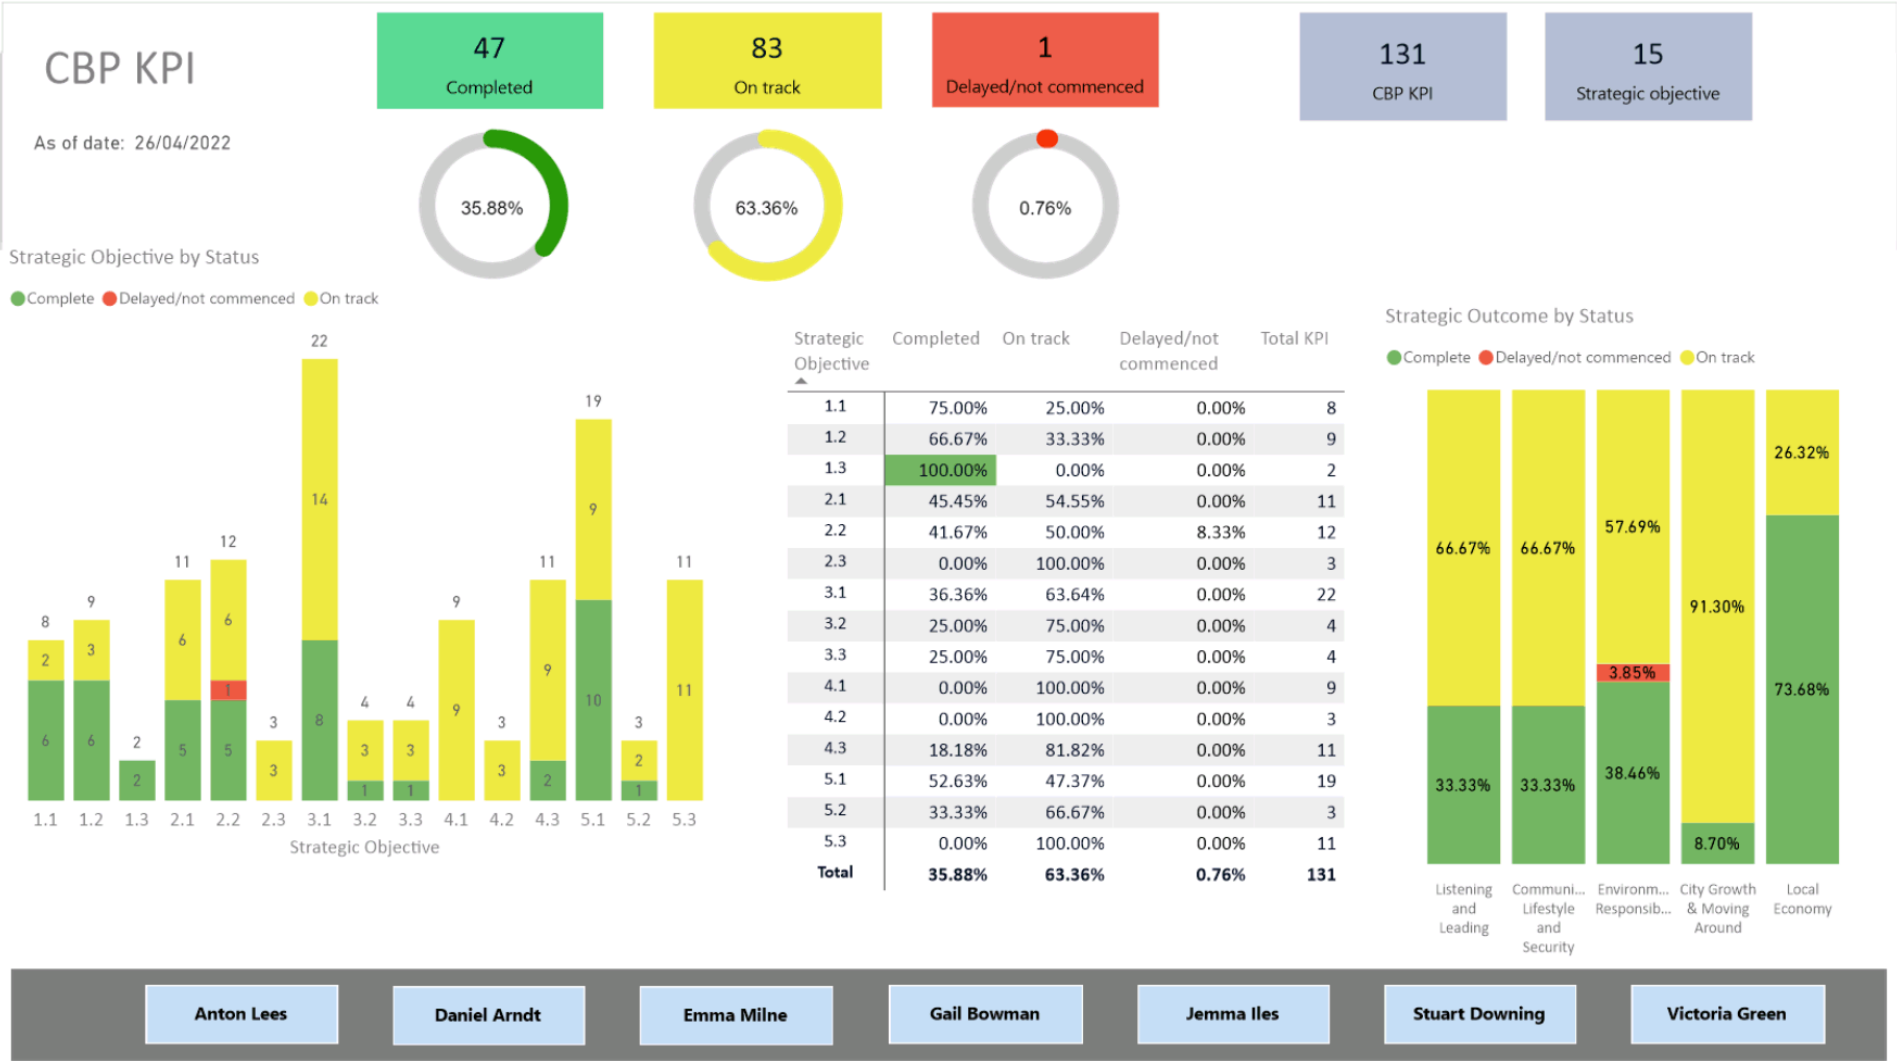 CBP KPI
As of date: 26/04/2022
47
Completed
83
On track
1
Delayed/not commenced
131
CBP KPI
15
Strategic objective
35.88%
63.36%
0.76%
Strategic Objective by Status
Complete Delayed/not commenced On track
22
19
14
9
12
11
11
11
9
9
8
6
6
3
2
1
9
10
11
9
8
4
4
3
3
3
2
6
6
2
5
5
3
3
3
3
2
2
1
1
1
1.1 1.2 1.3 2.1 2.2 2.3 3.1 3.2 3.3 4.1 4.2 4.3 5.1 5.2 5.3
Strategic Objective
Strategic Completed On track Delayed/not Total KPI
Objective commenced
1.1 75.00% 25.00% 0.00% 8
1.2 66.67% 33.33% 0.00% 9
1.3 100.00% 0.00% 0.00% 2
2.1 45.45% 54.55% 0.00% 11
2.2 41.67% 50.00% 8.33% 12
2.3 0.00% 100.00% 0.00% 3
3.1 36.36% 63.64% 0.00% 22
3.2 25.00% 75.00% 0.00% 4
3.3 25.00% 75.00% 0.00% 4
4.1 0.00% 100.00% 0.00% 9
4.2 0.00% 100.00% 0.00% 3
4.3 18.18% 81.82% 0.00% 11
5.1 52.63% 47.37% 0.00% 19
5.2 33.33% 66.67% 0.00% 3
5.3 0.00% 100.00% 0.00% 11
Total 35.88% 63.36% 0.76% 131
Strategic Outcome by Status
Complete Delayed/not commenced On track
66.67%
33.33%
66.67%
33.33%
57.69%
3.85%
38.46%
91.30%
8.70%
26.32%
73.68%
Listening
and
Leading
Communi...
Lifestyle
and
Security
Environm...
Responsib...
City Growth
& Moving
Around
Local
Economy
Anton Lees
Daniel Arndt
Emma Milne
Gail Bowman
Jemma Iles
Stuart Downing
Victoria Green